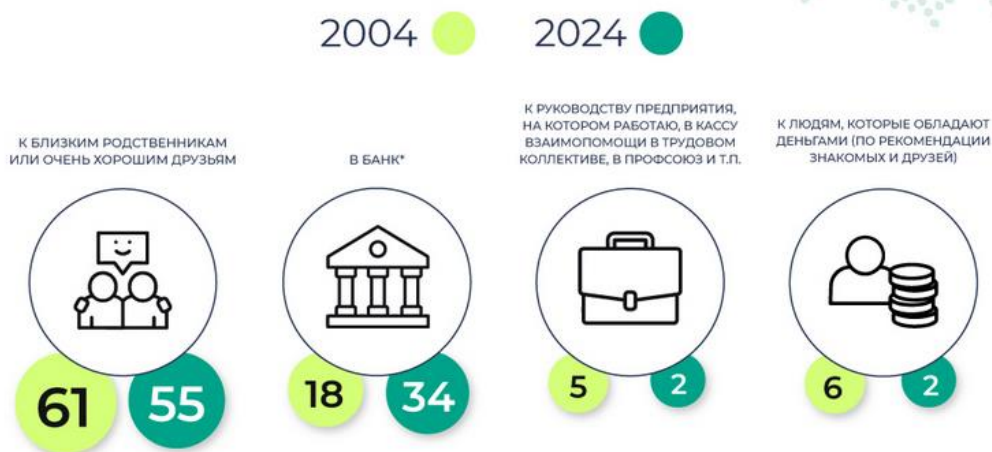 2004 2024
К БЛИЗКИМ РОДСТВЕННИКАМ
ИЛИ ОЧЕНЬ ХОРОШИМ ДРУЗЬЯМ
В БАНК*
К РУКОВОДСТВУ ПРЕДПРИЯТИЯ,
НА КОТОРОМ РАБОТАЮ, В КАССУ
ВЗАИМОПОМОЩИ В ТРУДОВОМ
КОЛЛЕКТИВЕ, В ПРОФСОЮЗ И Т.П.
К ЛЮДЯМ, КОТОРЫЕ ОБЛАДАЮТ
ДЕНЬГАМИ (ПО РЕКОМЕНДАЦИИ
ЗНАКОМЫХ И ДРУЗЕЙ)
61 55
18 34
5 2
6 2